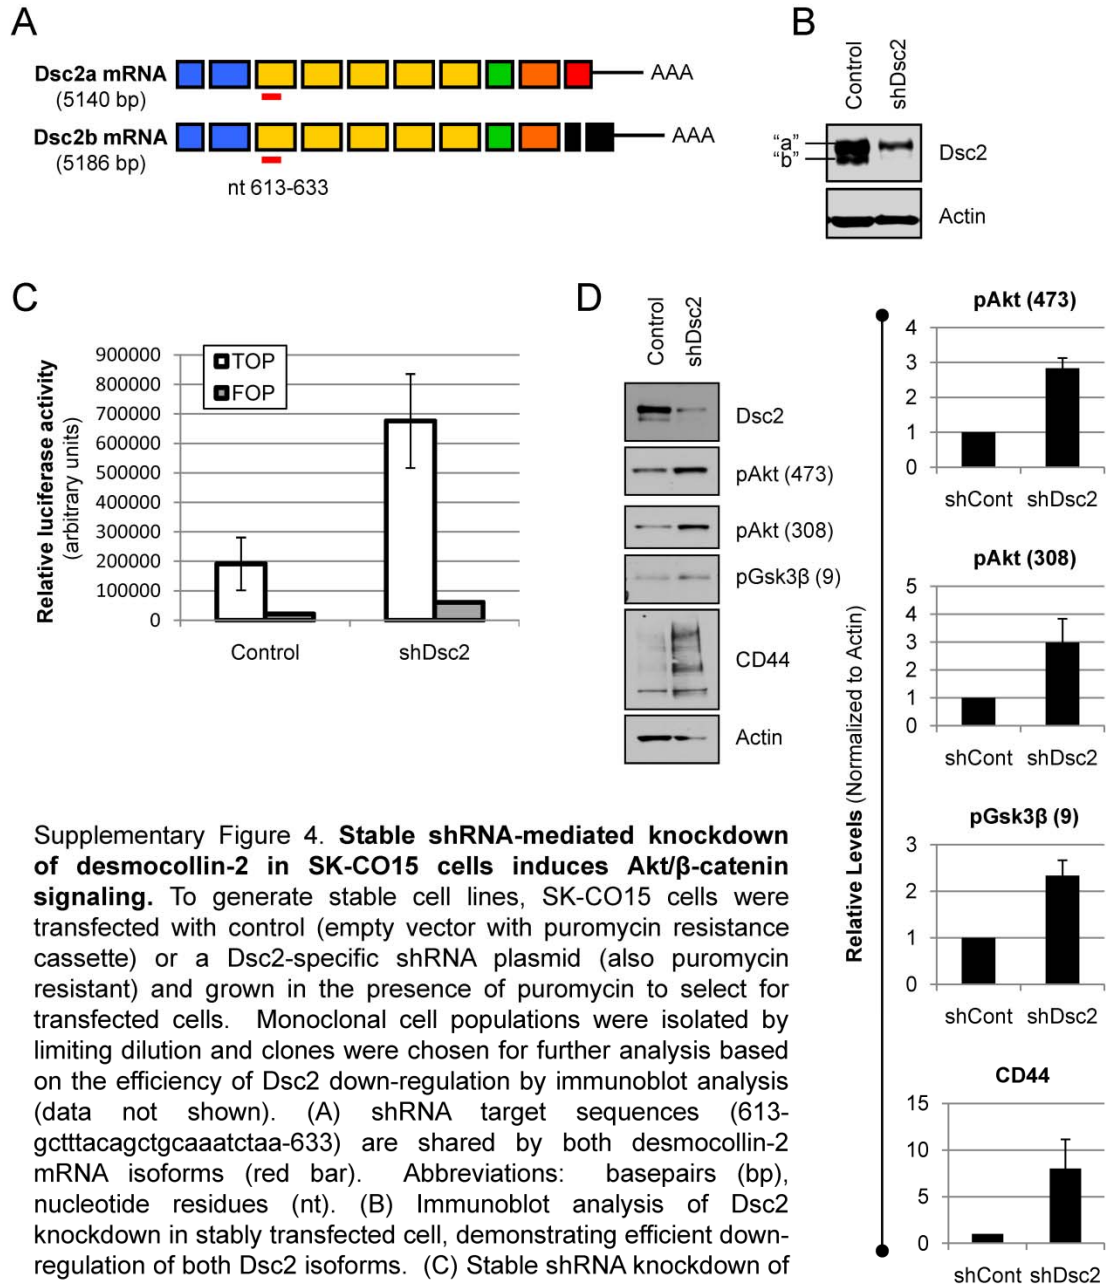 A
Dsc2a mRNA
(5140 bp)
AAA
Dsc2b mRNA
(5186 bp)
AAA
nt 613-633
B
Control
shDsc2
"a"
"b"
Dsc2
Actin
C
Relative luciferase activity
(arbitrary units)
900000
800000
700000
600000
500000
400000
300000
200000
100000
0
TOP
FOP
Control
shDsc2
D
Control
shDsc2
Dsc2
pAkt (473)
pAkt (308)
pGsk3β (9)
CD44
Actin
Relative Levels (Normalized to Actin)
pAkt (473)
4
3
2
1
0
shCont shDsc2
pAkt (308)
5
4
3
2
1
0
shCont shDsc2
pGsk3β (9)
3
2
1
0
shCont shDsc2
CD44
15
10
5
0
shCont shDsc2
Supplementary Figure 4. Stable shRNA-mediated knockdown
of desmocollin-2 in SK-CO15 cells induces Akt/β-catenin
signaling. To generate stable cell lines, SK-CO15 cells were
transfected with control (empty vector with puromycin resistance
cassette) or a Dsc2-specific shRNA plasmid (also puromycin
resistant) and grown in the presence of puromycin to select for
transfected cells. Monoclonal cell populations were isolated by
limiting dilution and clones were chosen for further analysis based
on the efficiency of Dsc2 down-regulation by immunoblot analysis
(data not shown). (A) shRNA target sequences (613-
gctttacagctgcaaatctaa-633) are shared by both desmocollin-2
mRNA isoforms (red bar). Abbreviations: basepairs (bp),
nucleotide residues (nt). (B) Immunoblot analysis of Dsc2
knockdown in stably transfected cell, demonstrating efficient down-
regulation of both Dsc2 isoforms. (C) Stable shRNA knockdown of